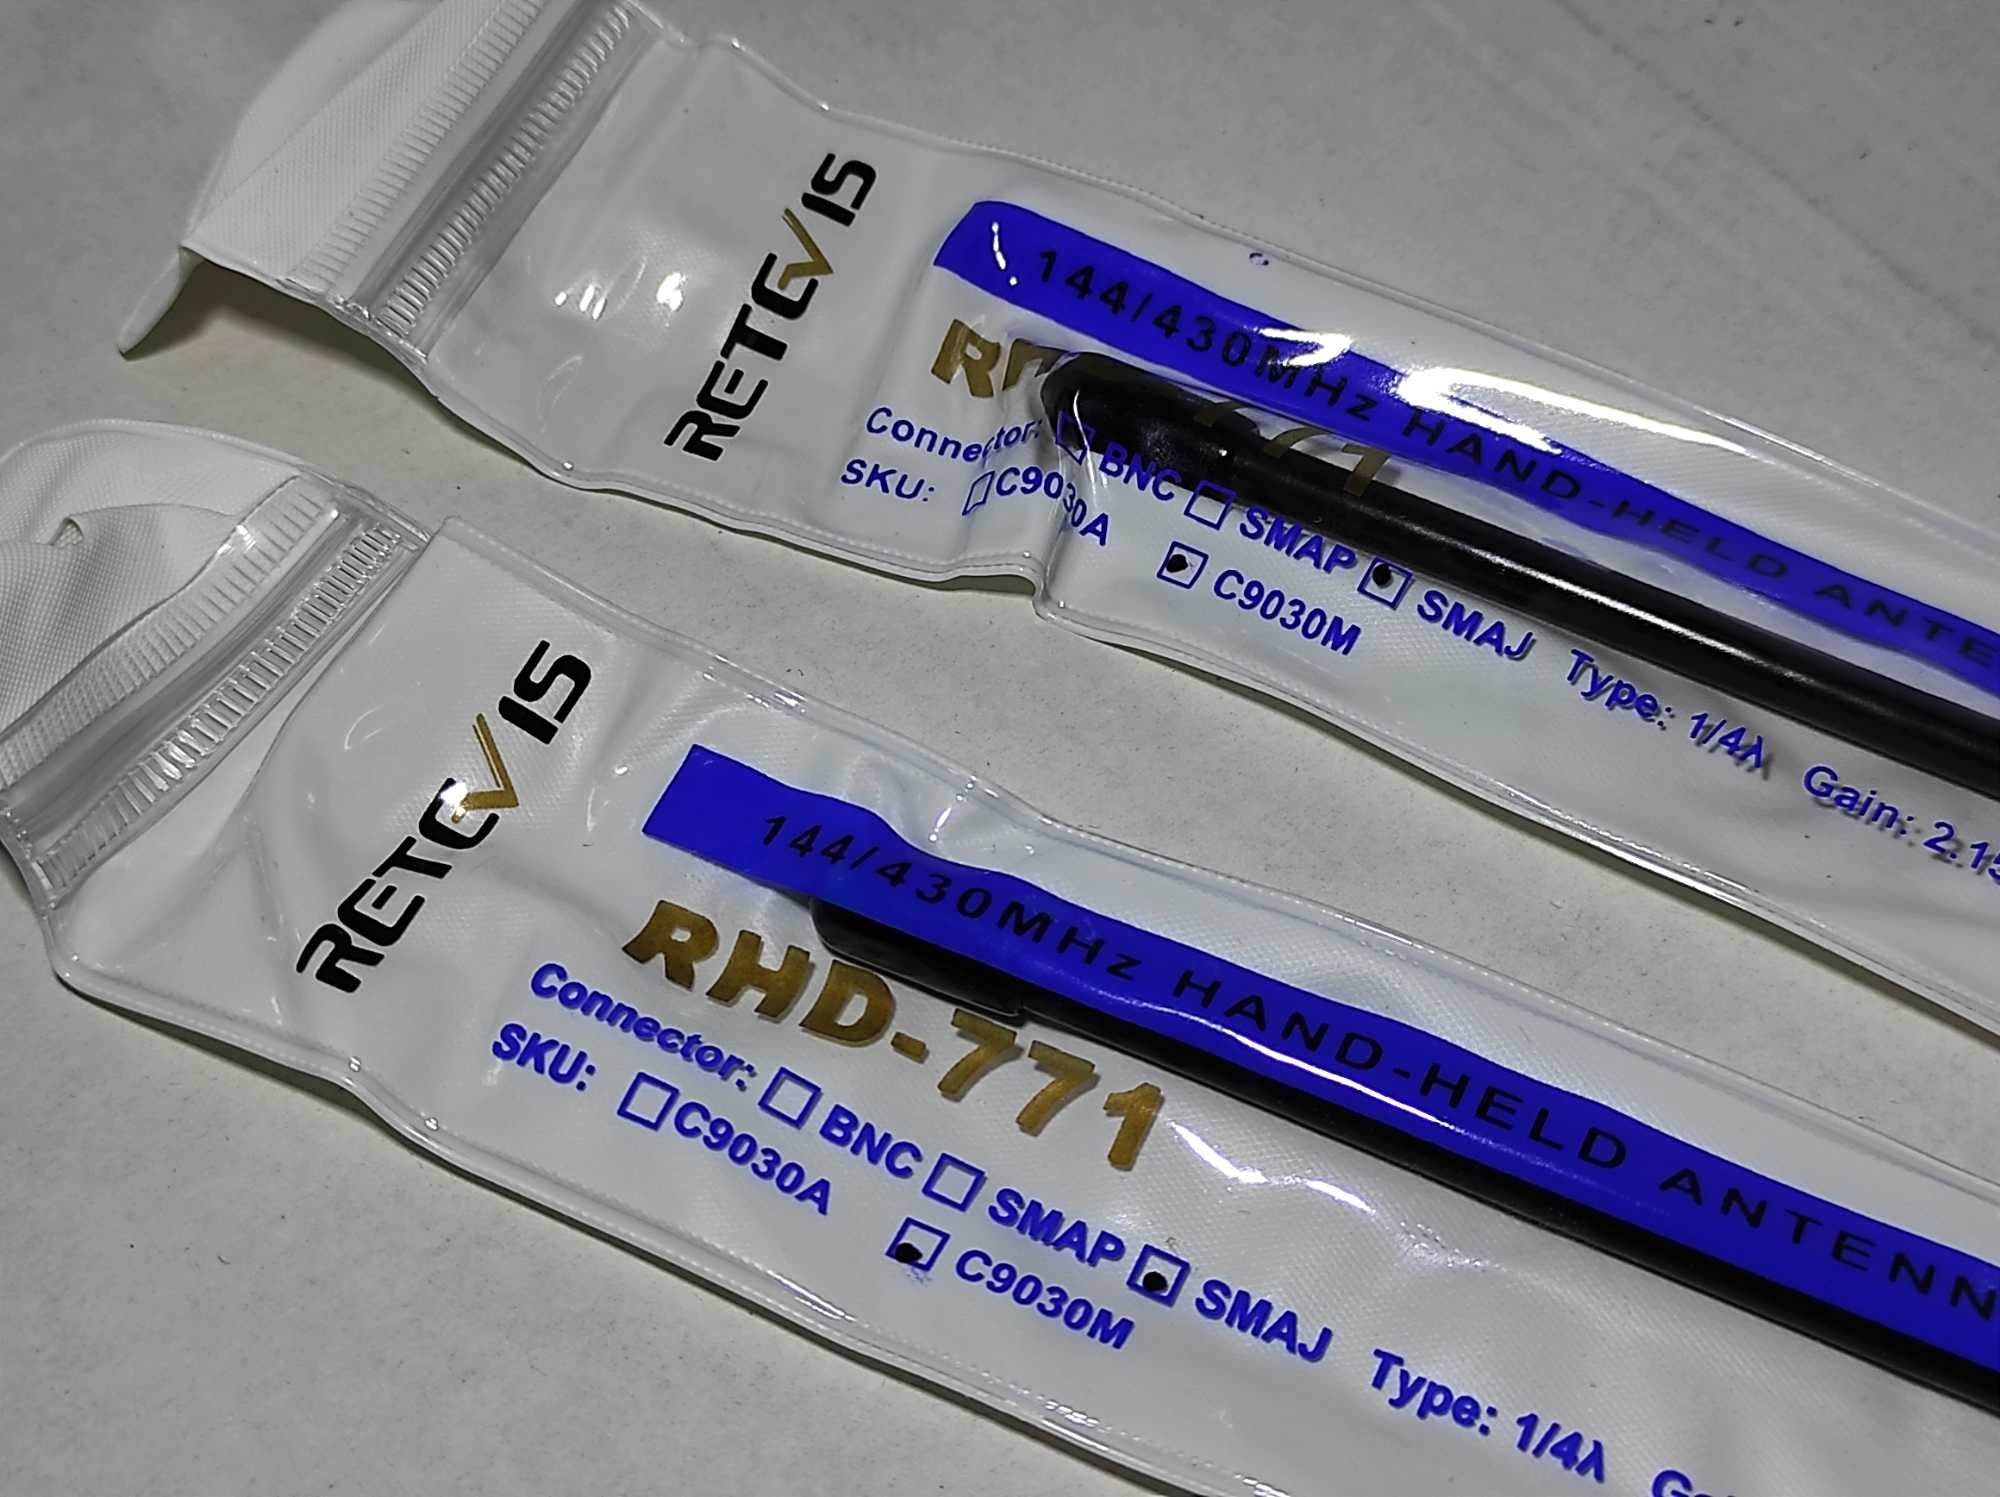 RETEVIS
144/430MHz HAND-HELD ANTE
771
Connector: ☐ BNC ☐ SMAP ☑ SMAJ Type: 1/4λ Gain: 2.15
SKU: ☐C9030A ☑ C9030M
RETEVIS
144/430MHz HAND-HELD ANTENN
RHD-771
Connector: ☐ BNC ☐ SMAP ☑ SMAJ Type: 1/4λ
SKU: ☐C9030A ☑ C9030M